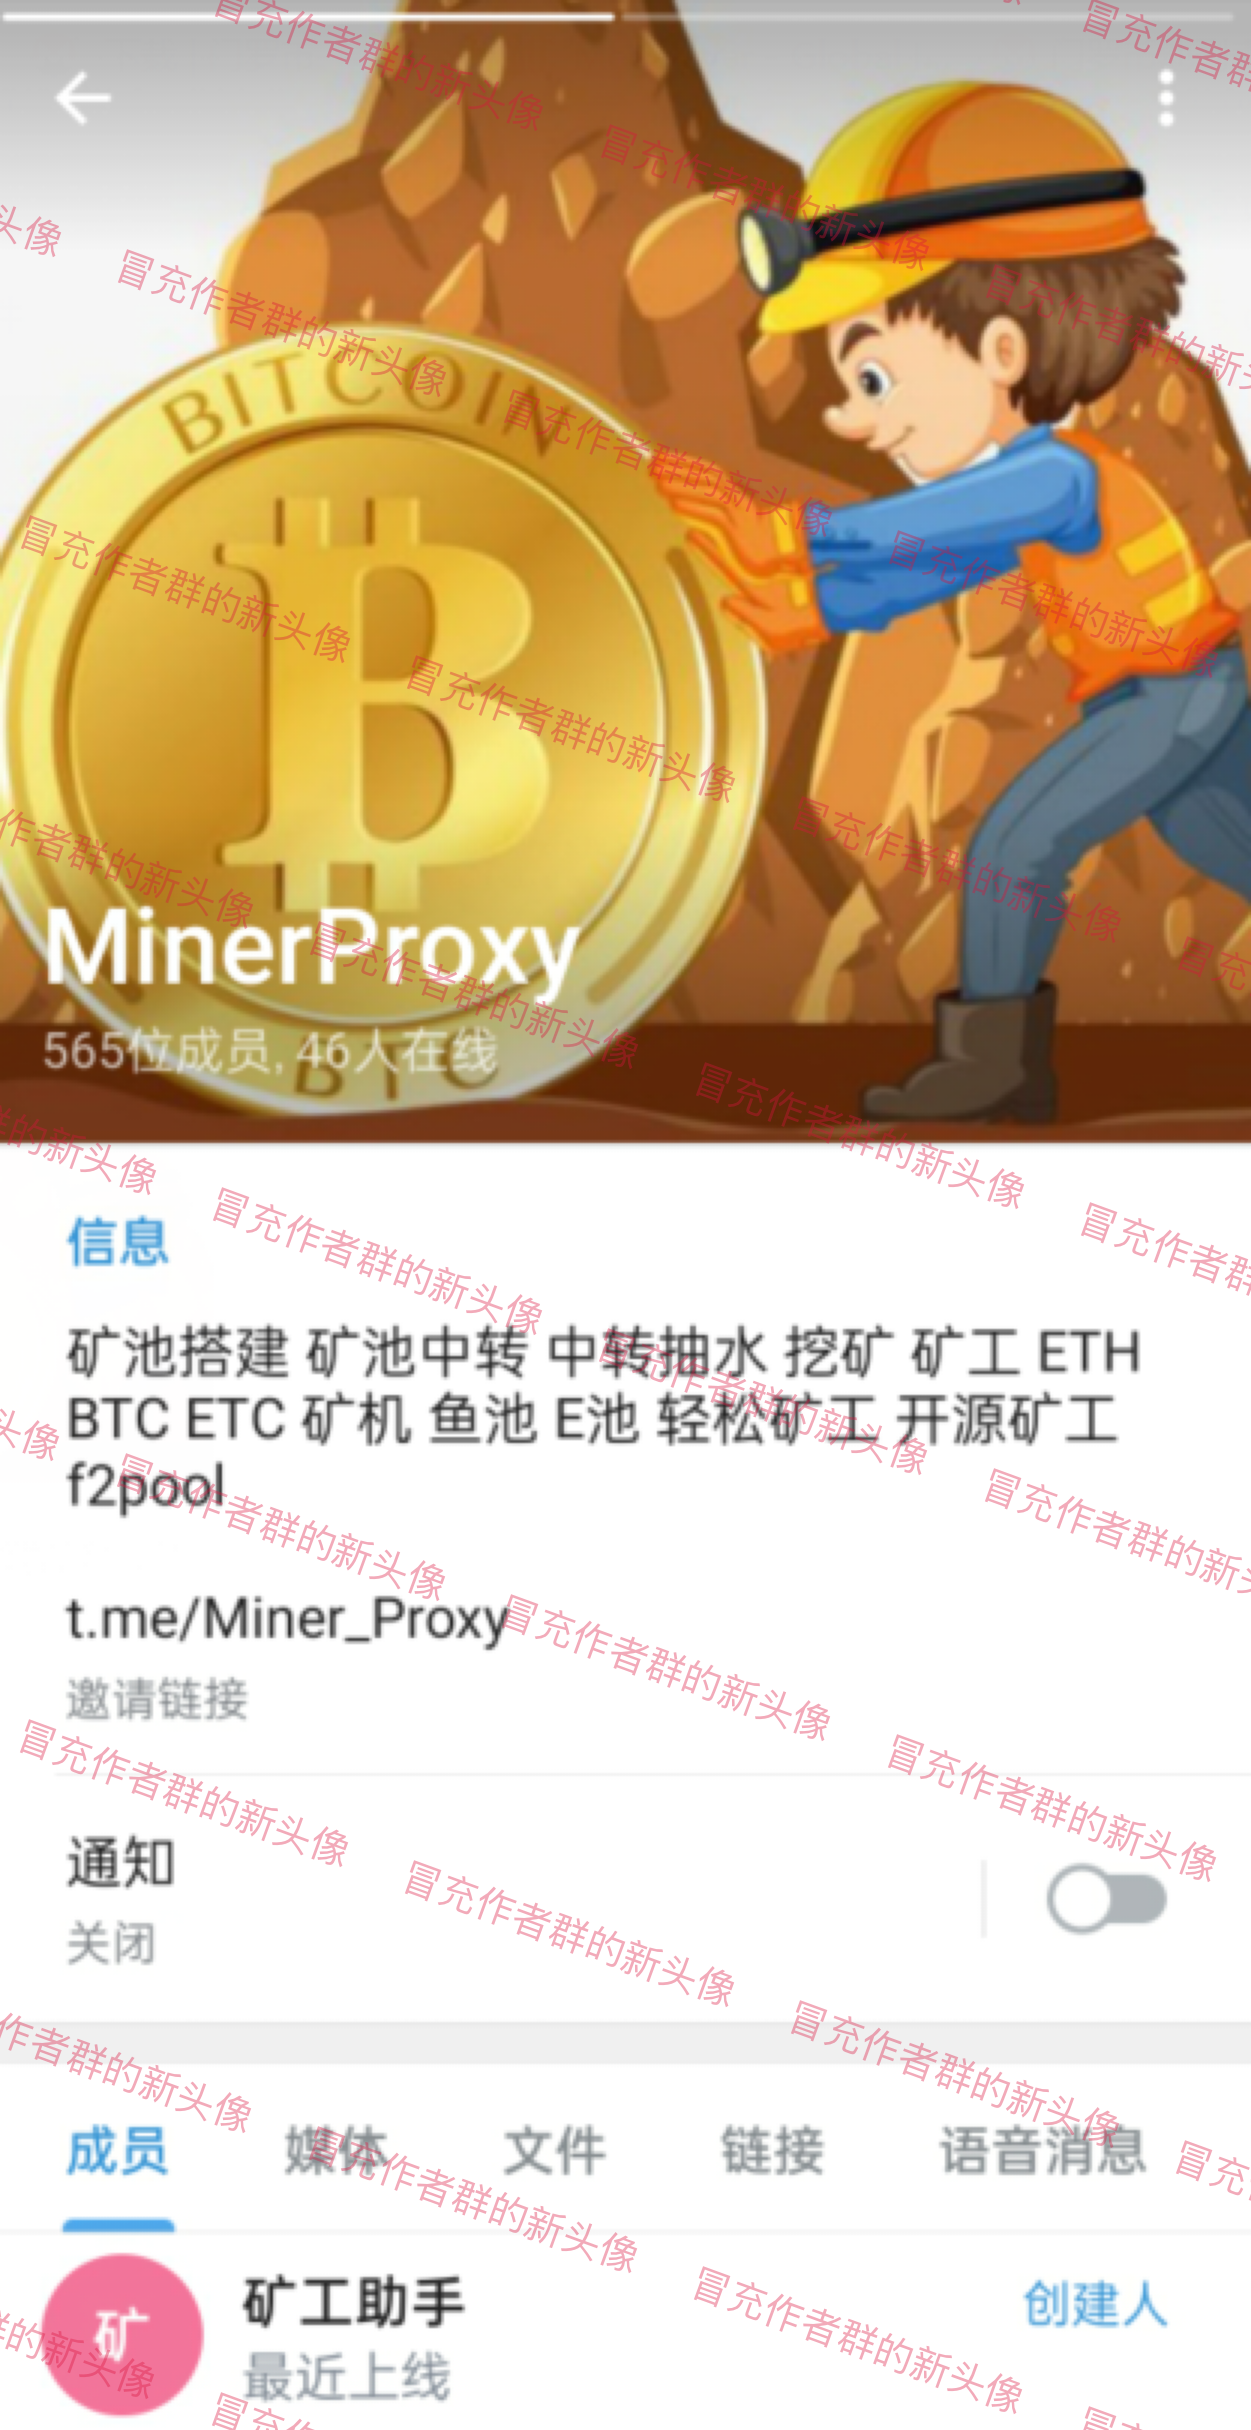 BITCOIN
BTC
MinerProxy
565位成员, 46人在线
信息
矿池搭建 矿池中转 中转抽水 挖矿 矿工 ETH
BTC ETC 矿机 鱼池 E池 轻松矿工 开源矿工
f2pool
t.me/Miner_Proxy
邀请链接
通知
关闭
成员 媒体 文件 链接 语音消息
矿
矿工助手
创建人
最近上线
冒充作者群的新头像